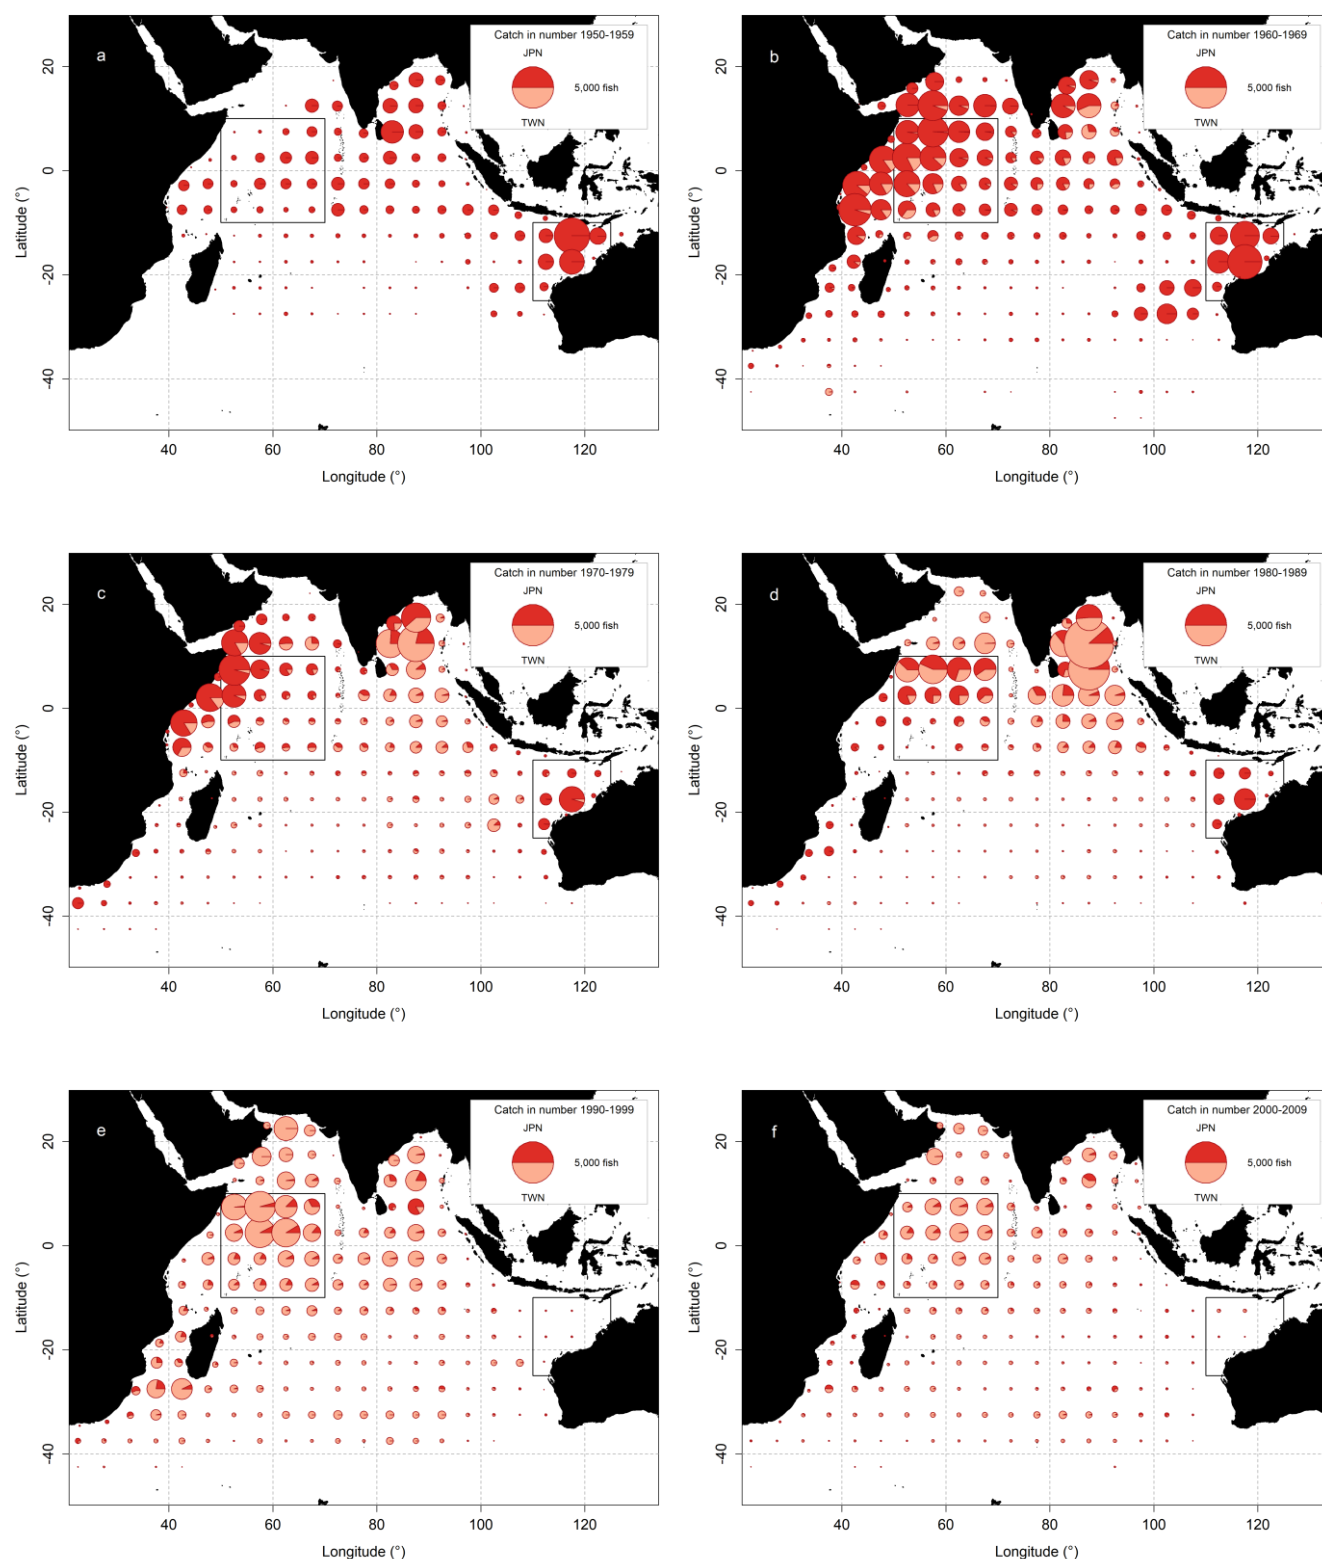 a
Catch in number 1950-1959
JPN
5,000 fish
TWN
20
0
-20
-40
Latitude (°)
40 60 80 100 120
Longitude (°)
b
Catch in number 1960-1969
JPN
5,000 fish
TWN
20
0
-20
-40
Latitude (°)
40 60 80 100 120
Longitude (°)
c
Catch in number 1970-1979
JPN
5,000 fish
TWN
20
0
-20
-40
Latitude (°)
40 60 80 100 120
Longitude (°)
d
Catch in number 1980-1989
JPN
5,000 fish
TWN
20
0
-20
-40
Latitude (°)
40 60 80 100 120
Longitude (°)
e
Catch in number 1990-1999
JPN
5,000 fish
TWN
20
0
-20
-40
Latitude (°)
40 60 80 100 120
Longitude (°)
f
Catch in number 2000-2009
JPN
5,000 fish
TWN
20
0
-20
-40
Latitude (°)
40 60 80 100 120
Longitude (°)